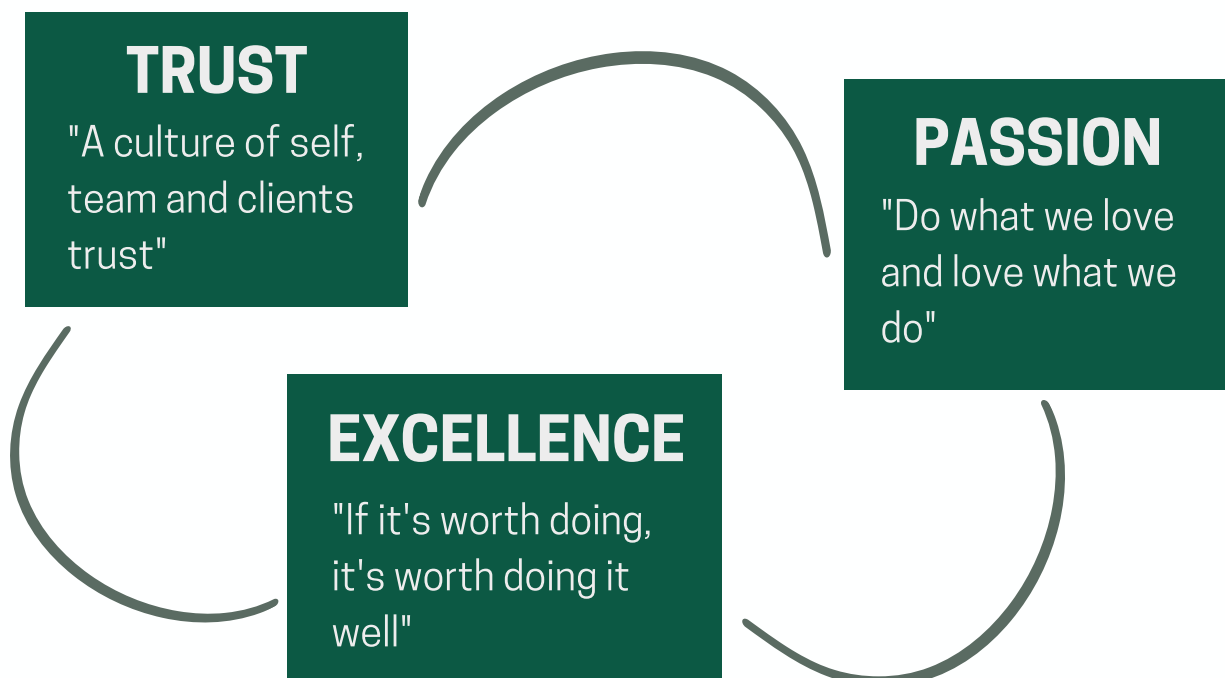 TRUST
"A culture of self,
team and clients
trust"
PASSION
"Do what we love
and love what we
do"
EXCELLENCE
"If it's worth doing,
it's worth doing it
well"